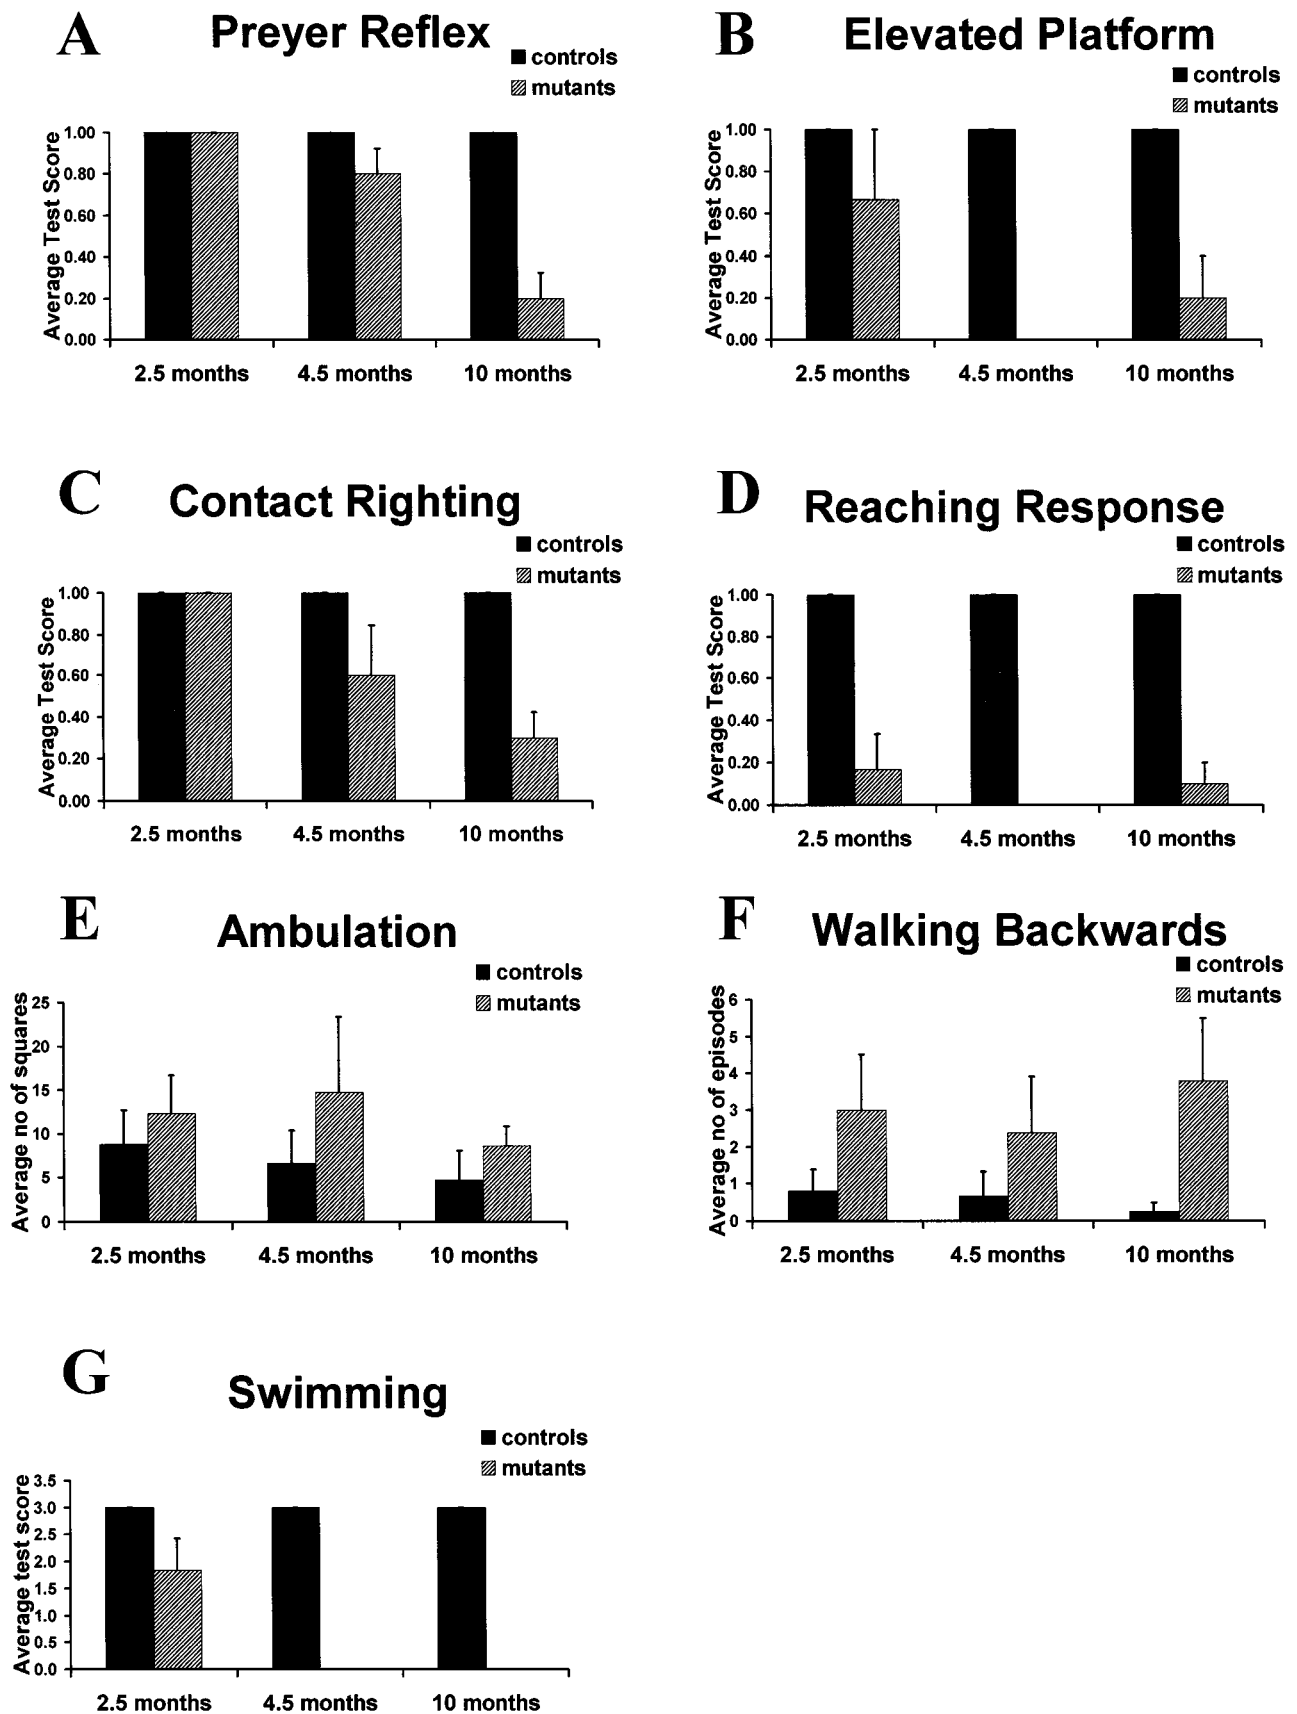 A
Preyer Reflex
controls
mutants
Average Test Score
1.00
0.80
0.60
0.40
0.20
0.00
2.5 months
4.5 months
10 months
B
Elevated Platform
controls
mutants
Average Test Score
1.00
0.80
0.60
0.40
0.20
0.00
2.5 months
4.5 months
10 months
C
Contact Righting
controls
mutants
Average Test Score
1.00
0.80
0.60
0.40
0.20
0.00
2.5 months
4.5 months
10 months
D
Reaching Response
controls
mutants
Average Test Score
1.00
0.80
0.60
0.40
0.20
0.00
2.5 months
4.5 months
10 months
E
Ambulation
controls
mutants
Average no of squares
25
20
15
10
5
0
2.5 months
4.5 months
10 months
F
Walking Backwards
controls
mutants
Average no of episodes
6
5
4
3
2
1
0
2.5 months
4.5 months
10 months
G
Swimming
controls
mutants
Average test score
3.5
3.0
2.5
2.0
1.5
1.0
0.5
0.0
2.5 months
4.5 months
10 months